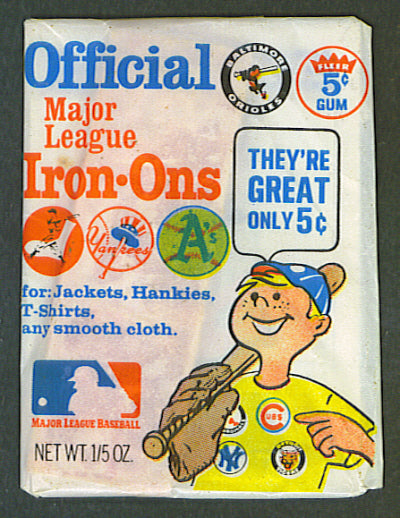 Official
Major
League
Iron-Ons
BALTIMORE
ORIOLES
FLEER
5¢
GUM
THEY'RE
GREAT
ONLY 5¢
Yankees
A's
for: Jackets, Hankies,
T-Shirts,
any smooth cloth.
MAJOR LEAGUE BASEBALL
NET WT. 1/5 OZ.
CUBS
NY